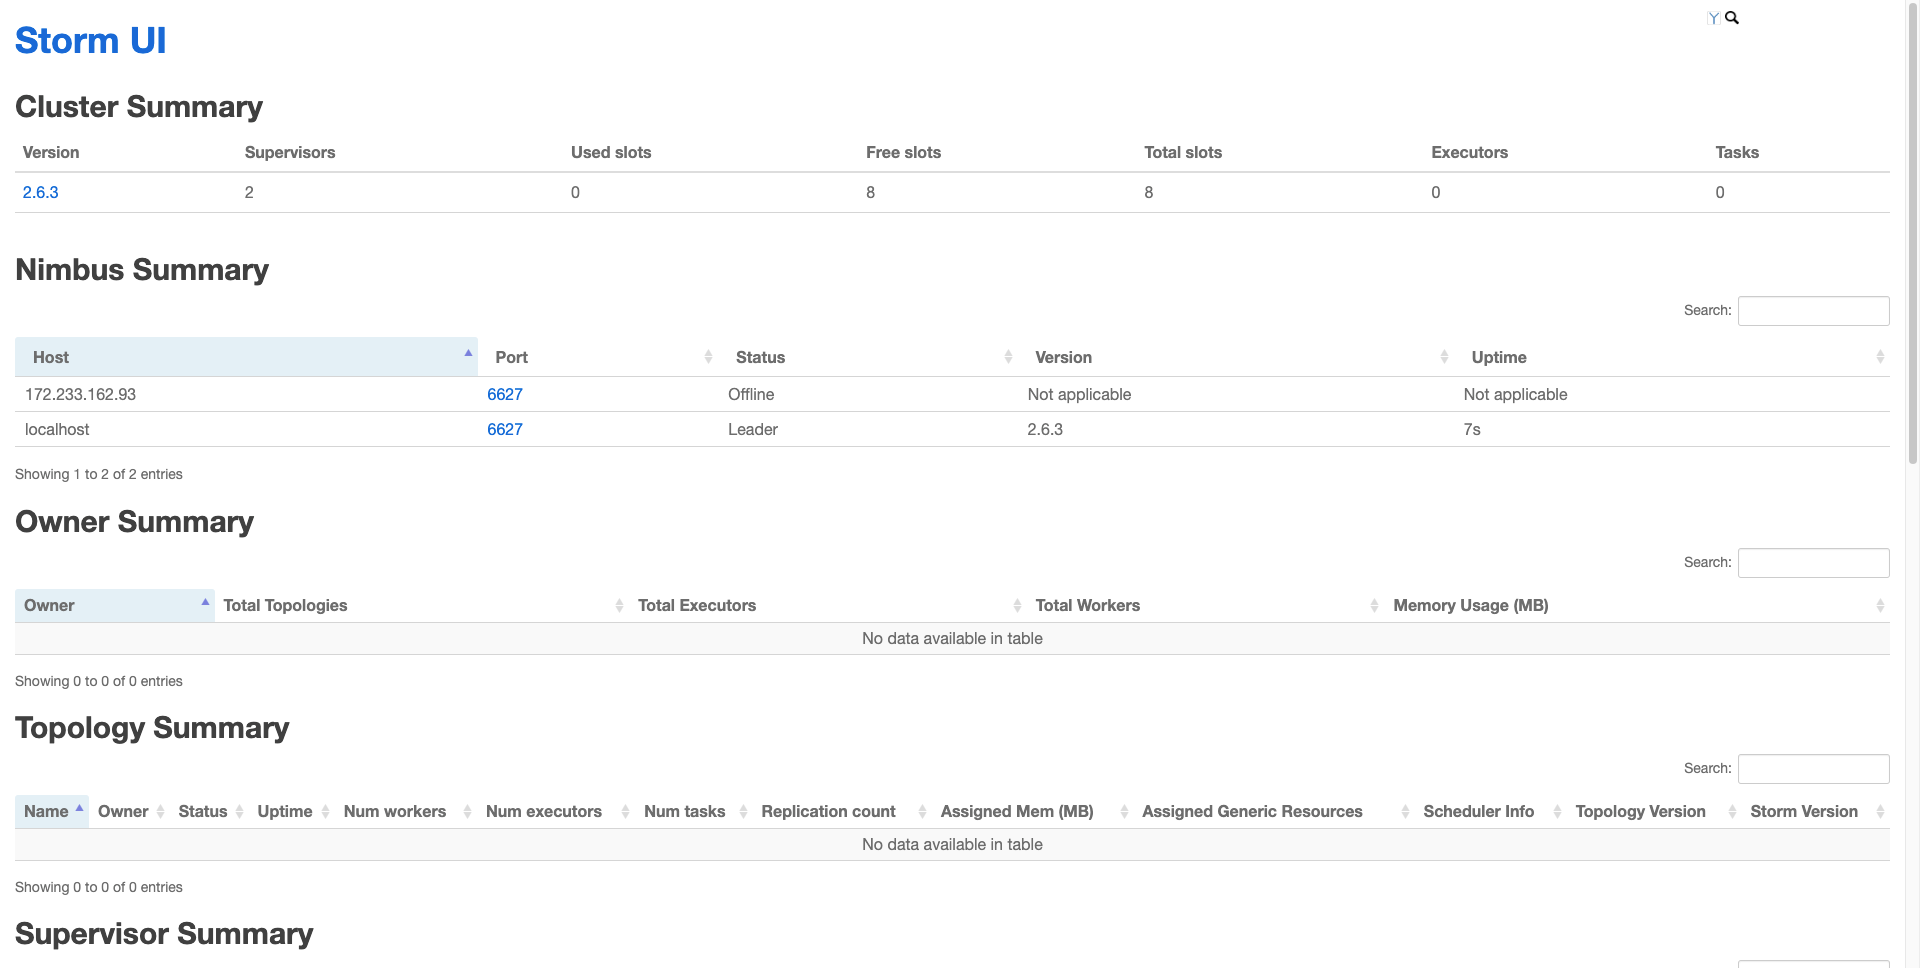 Storm UI
Cluster Summary
Version Supervisors Used slots Free slots Total slots Executors Tasks
2.6.3 2 0 8 8 0 0
Nimbus Summary
Search:
Host Port Status Version Uptime
172.233.162.93 6627 Offline Not applicable Not applicable
localhost 6627 Leader 2.6.3 7s
Showing 1 to 2 of 2 entries
Owner Summary
Search:
Owner Total Topologies Total Executors Total Workers Memory Usage (MB)
No data available in table
Showing 0 to 0 of 0 entries
Topology Summary
Search:
Name Owner Status Uptime Num workers Num executors Num tasks Replication count Assigned Mem (MB) Assigned Generic Resources Scheduler Info Topology Version Storm Version
No data available in table
Showing 0 to 0 of 0 entries
Supervisor Summary